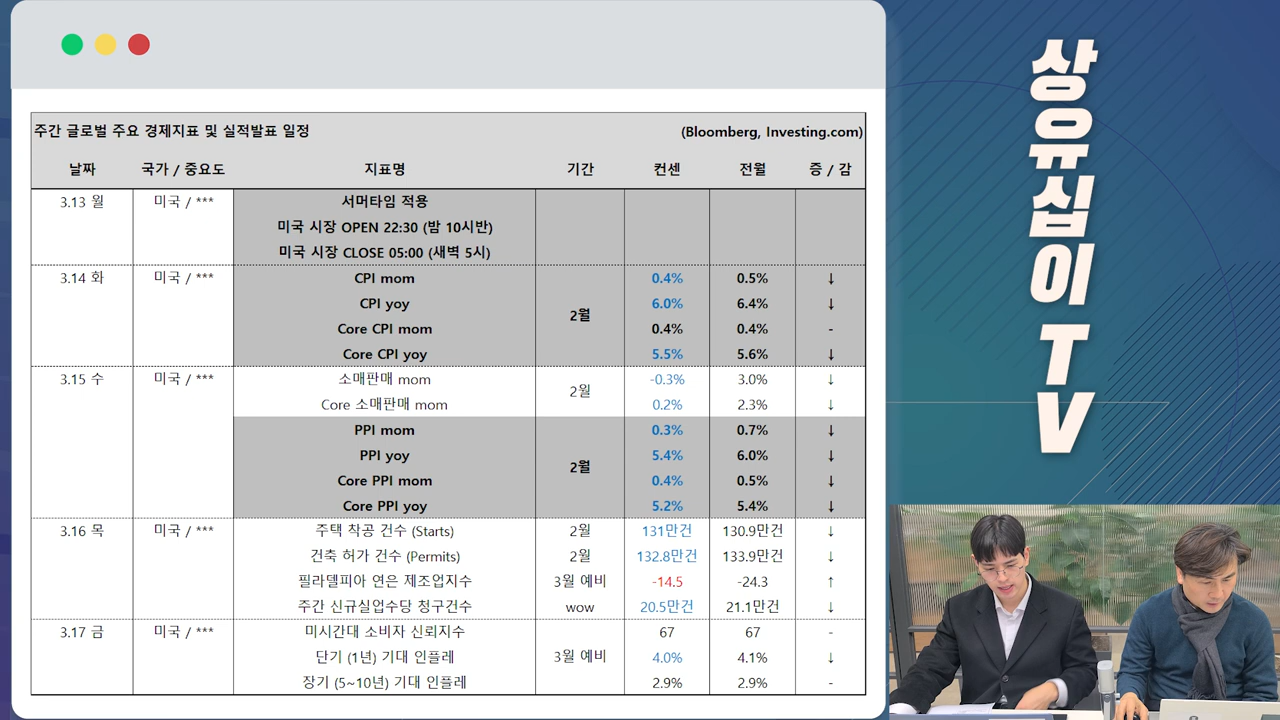 주간 글로벌 주요 경제지표 및 실적발표 일정 (Bloomberg, Investing.com)
날짜 국가 / 중요도 지표명 기간 컨센 전월 증 / 감
3.13 월 미국 / *** 서머타임 적용
미국 시장 OPEN 22:30 (밤 10시반)
미국 시장 CLOSE 05:00 (새벽 5시)
3.14 화 미국 / *** CPI mom 0.4% 0.5% ↓
CPI yoy 6.0% 6.4% ↓
2월
Core CPI mom 0.4% 0.4% -
Core CPI yoy 5.5% 5.6% ↓
3.15 수 미국 / *** 소매판매 mom -0.3% 3.0% ↓
2월
Core 소매판매 mom 0.2% 2.3% ↓
PPI mom 0.3% 0.7% ↓
PPI yoy 5.4% 6.0% ↓
2월
Core PPI mom 0.4% 0.5% ↓
Core PPI yoy 5.2% 5.4% ↓
3.16 목 미국 / *** 주택 착공 건수 (Starts) 2월 131만건 130.9만건 ↓
건축 허가 건수 (Permits) 2월 132.8만건 133.9만건 ↓
필라델피아 연은 제조업지수 3월 예비 -14.5 -24.3 ↑
주간 신규실업수당 청구건수 wow 20.5만건 21.1만건 ↓
3.17 금 미국 / *** 미시간대 소비자 신뢰지수 67 67 -
단기 (1년) 기대 인플레 3월 예비 4.0% 4.1% ↓
장기 (5~10년) 기대 인플레 2.9% 2.9% -
상유십이 TV